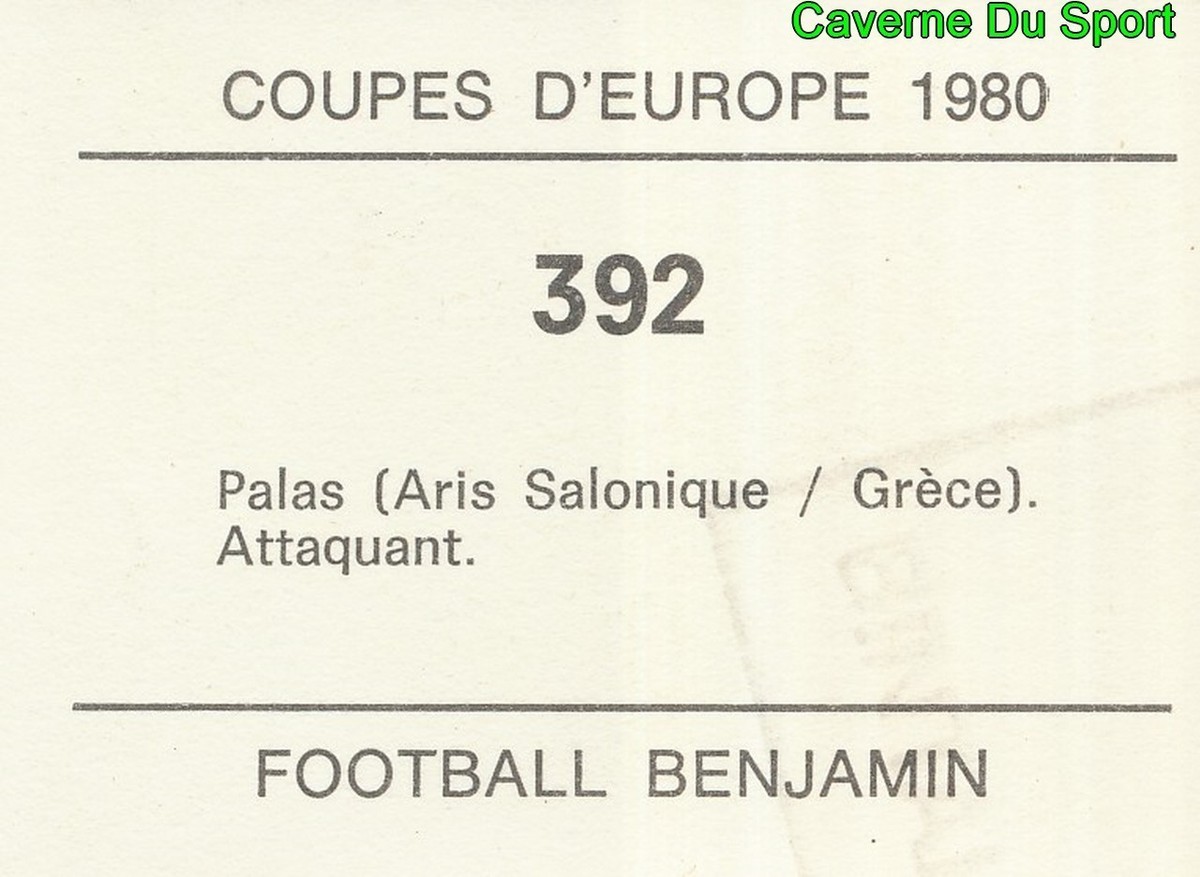 Caverne Du Sport
COUPES D'EUROPE 1980
392
Palas (Aris Salonique / Grèce).
Attaquant.
FOOTBALL BENJAMIN